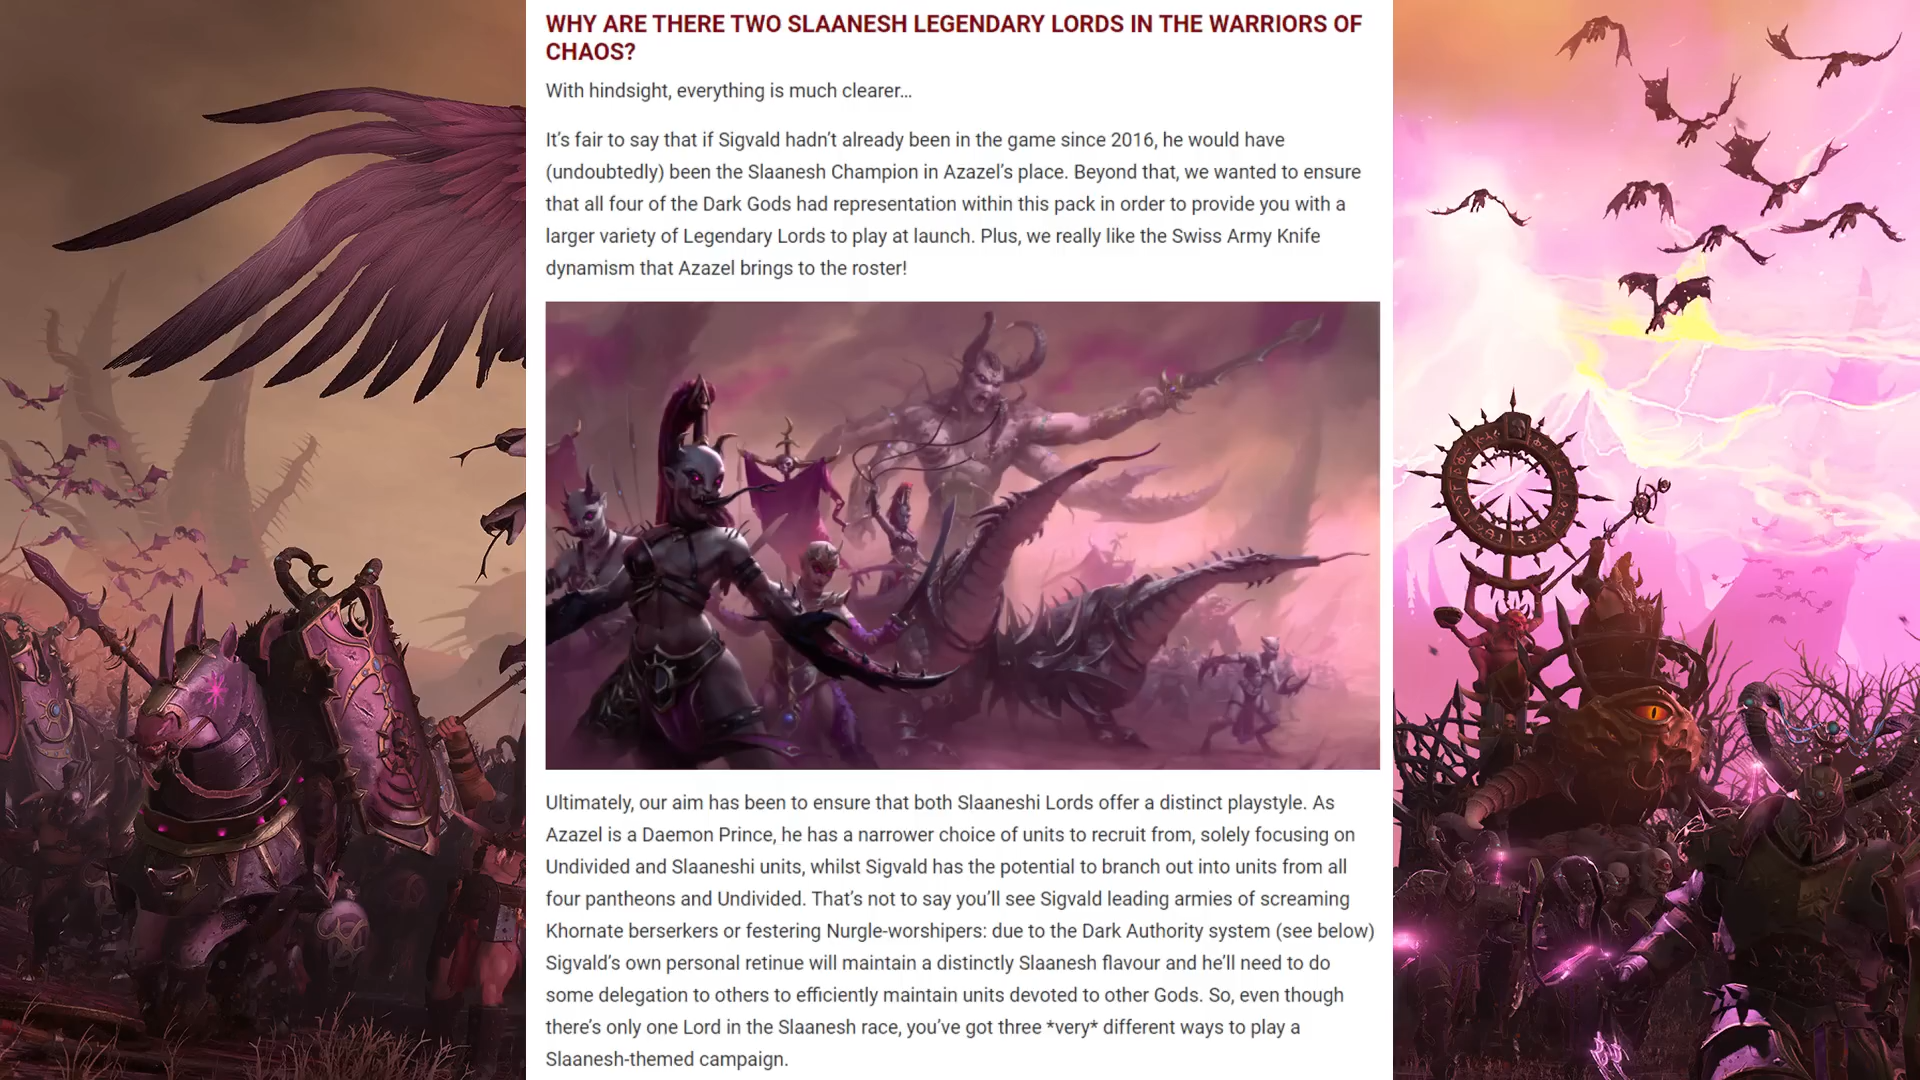 WHY ARE THERE TWO SLAANESH LEGENDARY LORDS IN THE WARRIORS OF
CHAOS?
With hindsight, everything is much clearer…
It’s fair to say that if Sigvald hadn’t already been in the game since 2016, he would have
(undoubtedly) been the Slaanesh Champion in Azazel’s place. Beyond that, we wanted to ensure
that all four of the Dark Gods had representation within this pack in order to provide you with a
larger variety of Legendary Lords to play at launch. Plus, we really like the Swiss Army Knife
dynamism that Azazel brings to the roster!
Ultimately, our aim has been to ensure that both Slaaneshi Lords offer a distinct playstyle. As
Azazel is a Daemon Prince, he has a narrower choice of units to recruit from, solely focusing on
Undivided and Slaaneshi units, whilst Sigvald has the potential to branch out into units from all
four pantheons and Undivided. That’s not to say you’ll see Sigvald leading armies of screaming
Khornate berserkers or festering Nurgle-worshipers: due to the Dark Authority system (see below)
Sigvald’s own personal retinue will maintain a distinctly Slaanesh flavour and he’ll need to do
some delegation to others to efficiently maintain units devoted to other Gods. So, even though
there’s only one Lord in the Slaanesh race, you’ve got three *very* different ways to play a
Slaanesh-themed campaign.